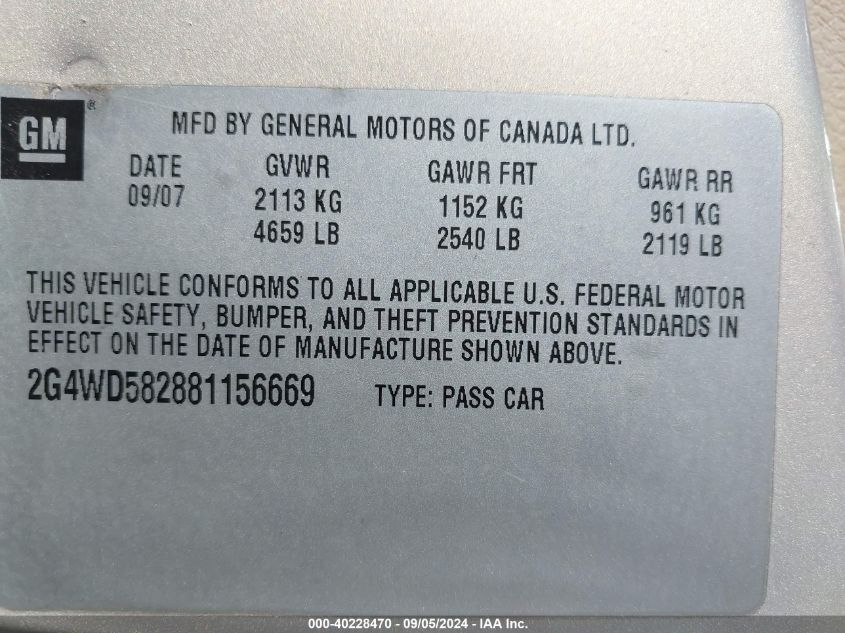 GM®
MFD BY GENERAL MOTORS OF CANADA LTD.
DATE GVWR GAWR FRT GAWR RR
09/07 2113 KG 1152 KG 961 KG
4659 LB 2540 LB 2119 LB
THIS VEHICLE CONFORMS TO ALL APPLICABLE U.S. FEDERAL MOTOR
VEHICLE SAFETY, BUMPER, AND THEFT PREVENTION STANDARDS IN
EFFECT ON THE DATE OF MANUFACTURE SHOWN ABOVE.
2G4WD582881156669 TYPE: PASS CAR
000-40228470 - 09/05/2024 - IAA Inc.